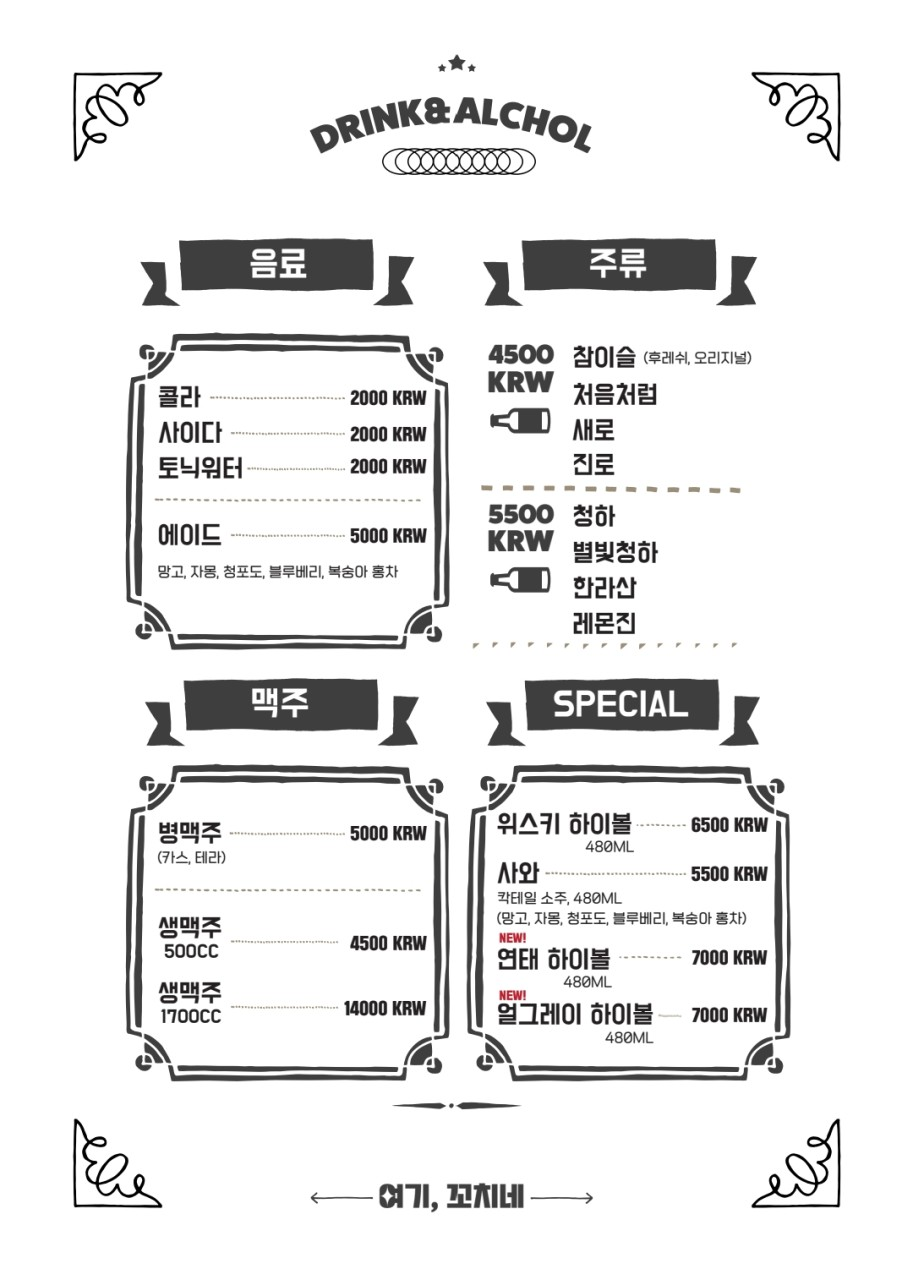 DRINK&ALCHOL
음료
콜라 2000 KRW
사이다 2000 KRW
토닉워터 2000 KRW
에이드 5000 KRW
망고, 자몽, 청포도, 블루베리, 복숭아 홍차
주류
4500 KRW
참이슬 (후레쉬, 오리지널)
처음처럼
새로
진로
5500 KRW
청하
별빛청하
한라산
레몬진
맥주
병맥주 5000 KRW
(카스, 테라)
생맥주
500CC 4500 KRW
생맥주
1700CC 14000 KRW
SPECIAL
위스키 하이볼 6500 KRW
480ML
사와 5500 KRW
칵테일 소주, 480ML
(망고, 자몽, 청포도, 블루베리, 복숭아 홍차)
NEW!
연태 하이볼 7000 KRW
480ML
NEW!
얼그레이 하이볼 7000 KRW
480ML
여기, 꼬치네